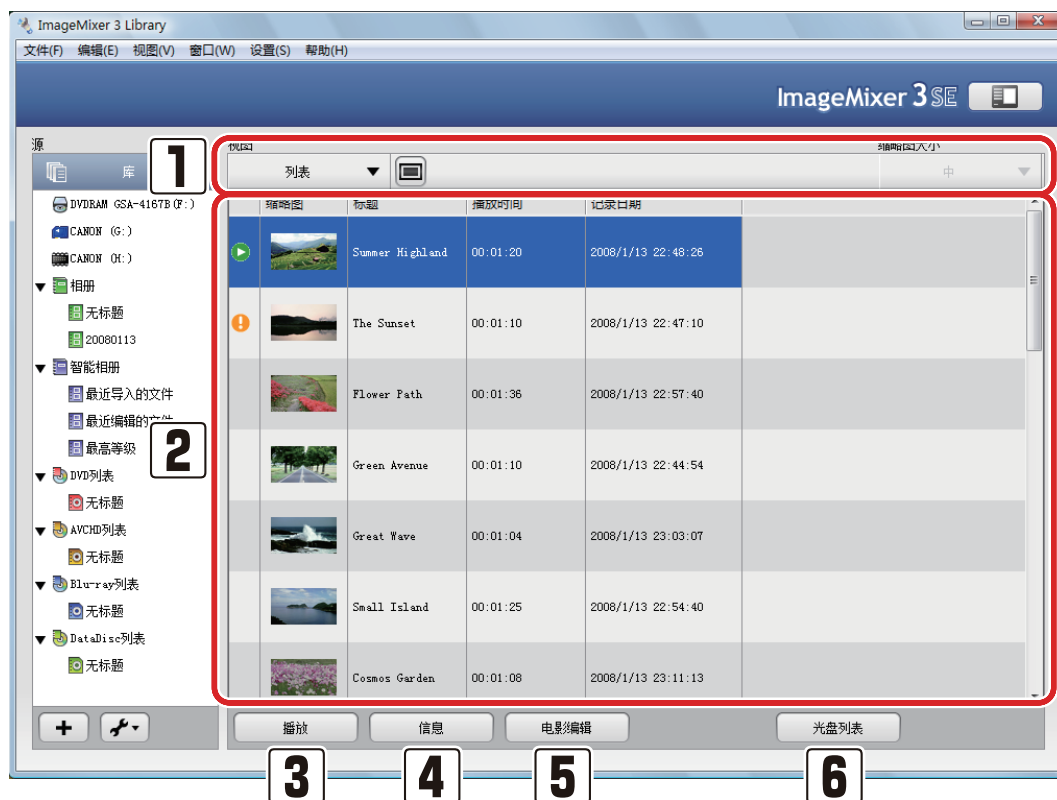 ImageMixer 3 Library
文件(F) 编辑(E) 视图(V) 窗口(W) 设置(S) 帮助(H)
ImageMixer 3 SE
源
视图
缩略图大小
1
库
列表
中
DVDRAM GSA-4167B(F:)
CANON (G:)
CANON (H:)
相册
无标题
20080113
智能相册
最近导入的文件
最近编辑的文件
最高等级
DVD列表
无标题
AVCHD列表
无标题
Blu-ray列表
无标题
DataDisc列表
无标题
2
缩略图 标题 播放时间 记录日期
Summer Highland 00:01:20 2008/1/13 22:48:26
The Sunset 00:01:10 2008/1/13 22:47:10
Flower Path 00:01:36 2008/1/13 22:57:40
Green Avenue 00:01:10 2008/1/13 22:44:54
Great Wave 00:01:04 2008/1/13 23:03:07
Small Island 00:01:25 2008/1/13 22:54:40
Cosmos Garden 00:01:08 2008/1/13 23:11:13
播放 信息 电影编辑 光盘列表
3 4 5 6